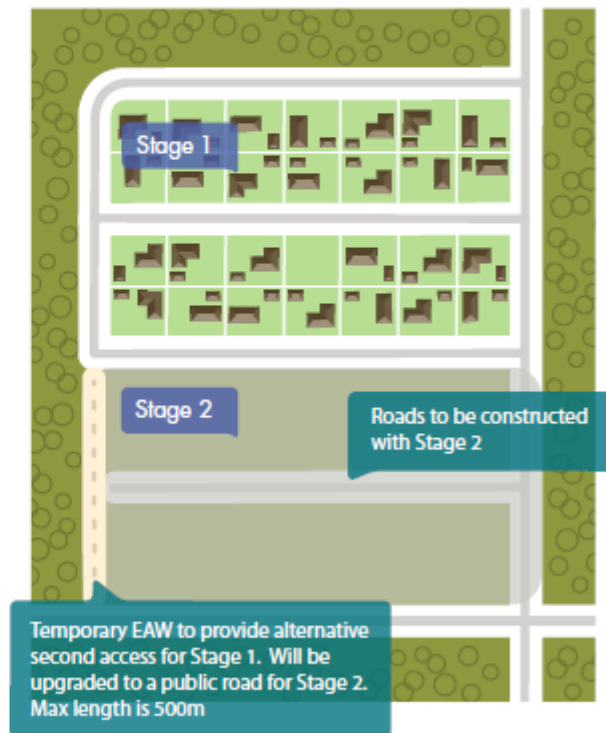 Stage 1
Stage 2
Roads to be constructed
with Stage 2
Temporary EAW to provide alternative
second access for Stage 1. Will be
upgraded to a public road for Stage 2.
Max length is 500m